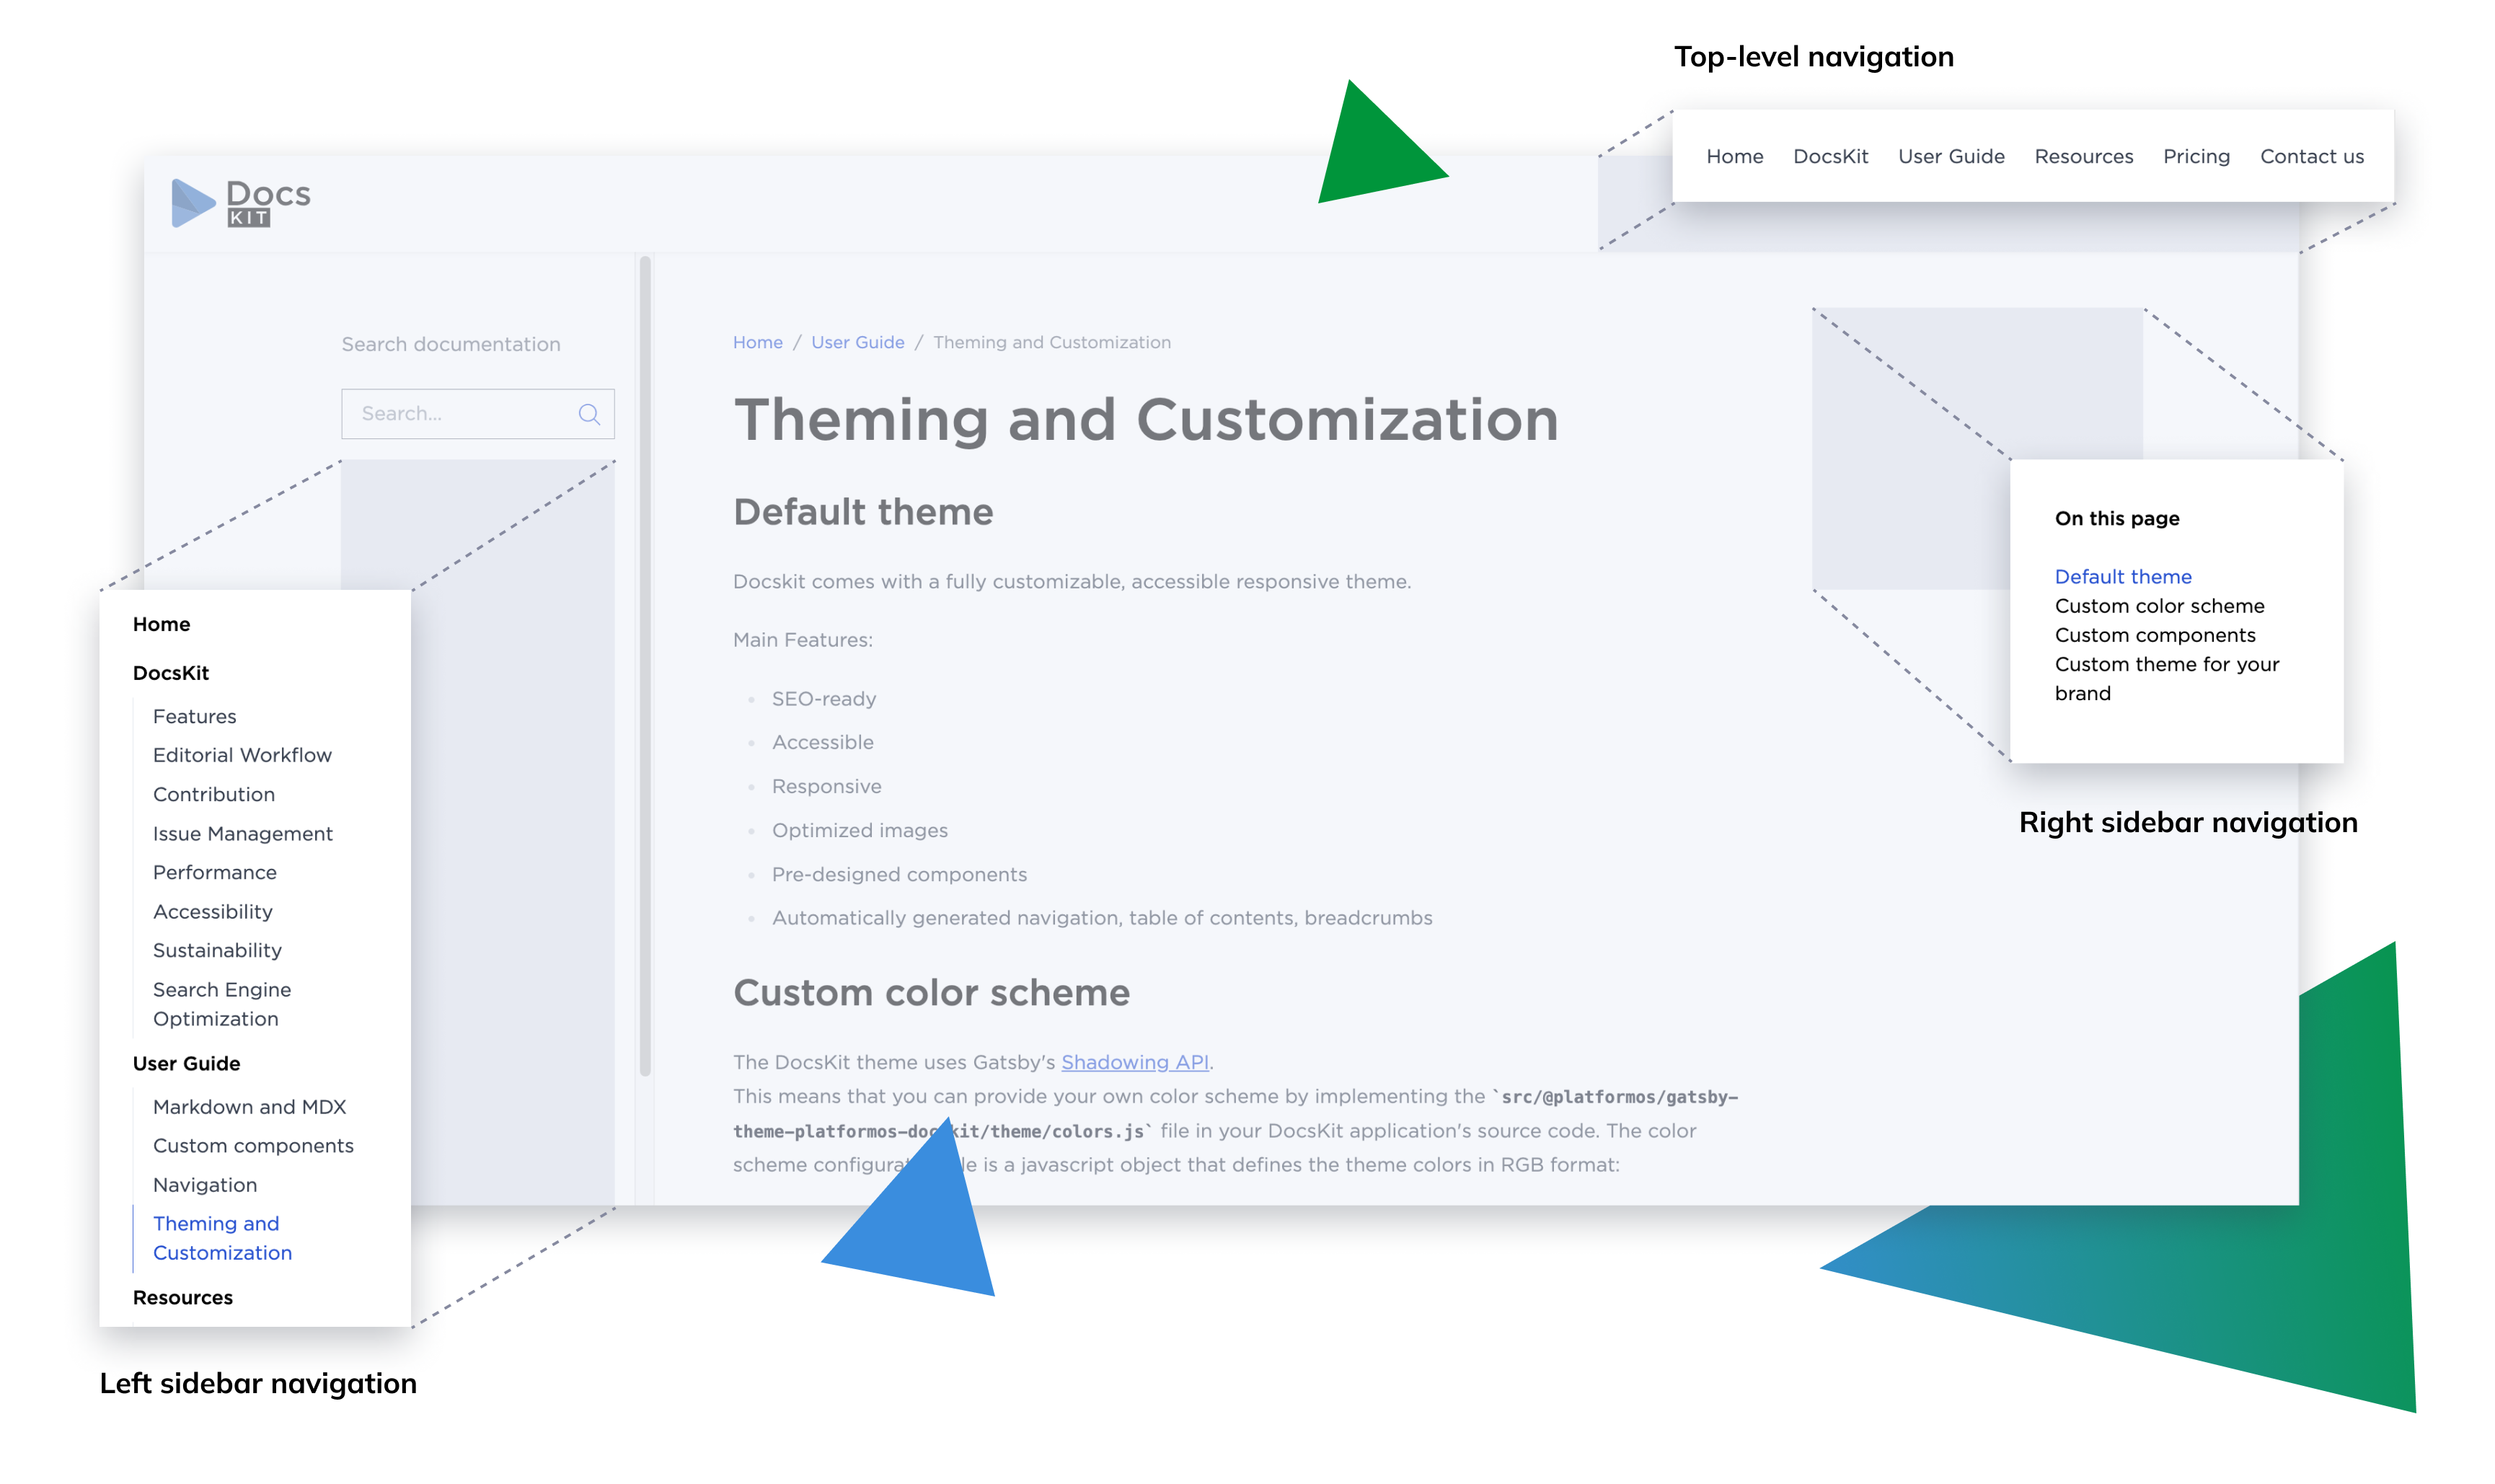 Top-level navigation
Home DocsKit User Guide Resources Pricing Contact us
Docs
KIT
Search documentation
Search...
Home / User Guide / Theming and Customization
Theming and Customization
Default theme
Docskit comes with a fully customizable, accessible responsive theme.
Main Features:
SEO-ready
Accessible
Responsive
Optimized images
Pre-designed components
Automatically generated navigation, table of contents, breadcrumbs
Custom color scheme
The DocsKit theme uses Gatsby's Shadowing API.
This means that you can provide your own color scheme by implementing the `src/@platformos/gatsby-
theme-platformos-docskit/theme/colors.js` file in your DocsKit application's source code. The color
scheme is a javascript object that defines the theme colors in RGB format:
On this page
Default theme
Custom color scheme
Custom components
Custom theme for your
brand
Right sidebar navigation
Home
DocsKit
Features
Editorial Workflow
Contribution
Issue Management
Performance
Accessibility
Sustainability
Search Engine
Optimization
User Guide
Markdown and MDX
Custom components
Navigation
Theming and
Customization
Resources
Left sidebar navigation